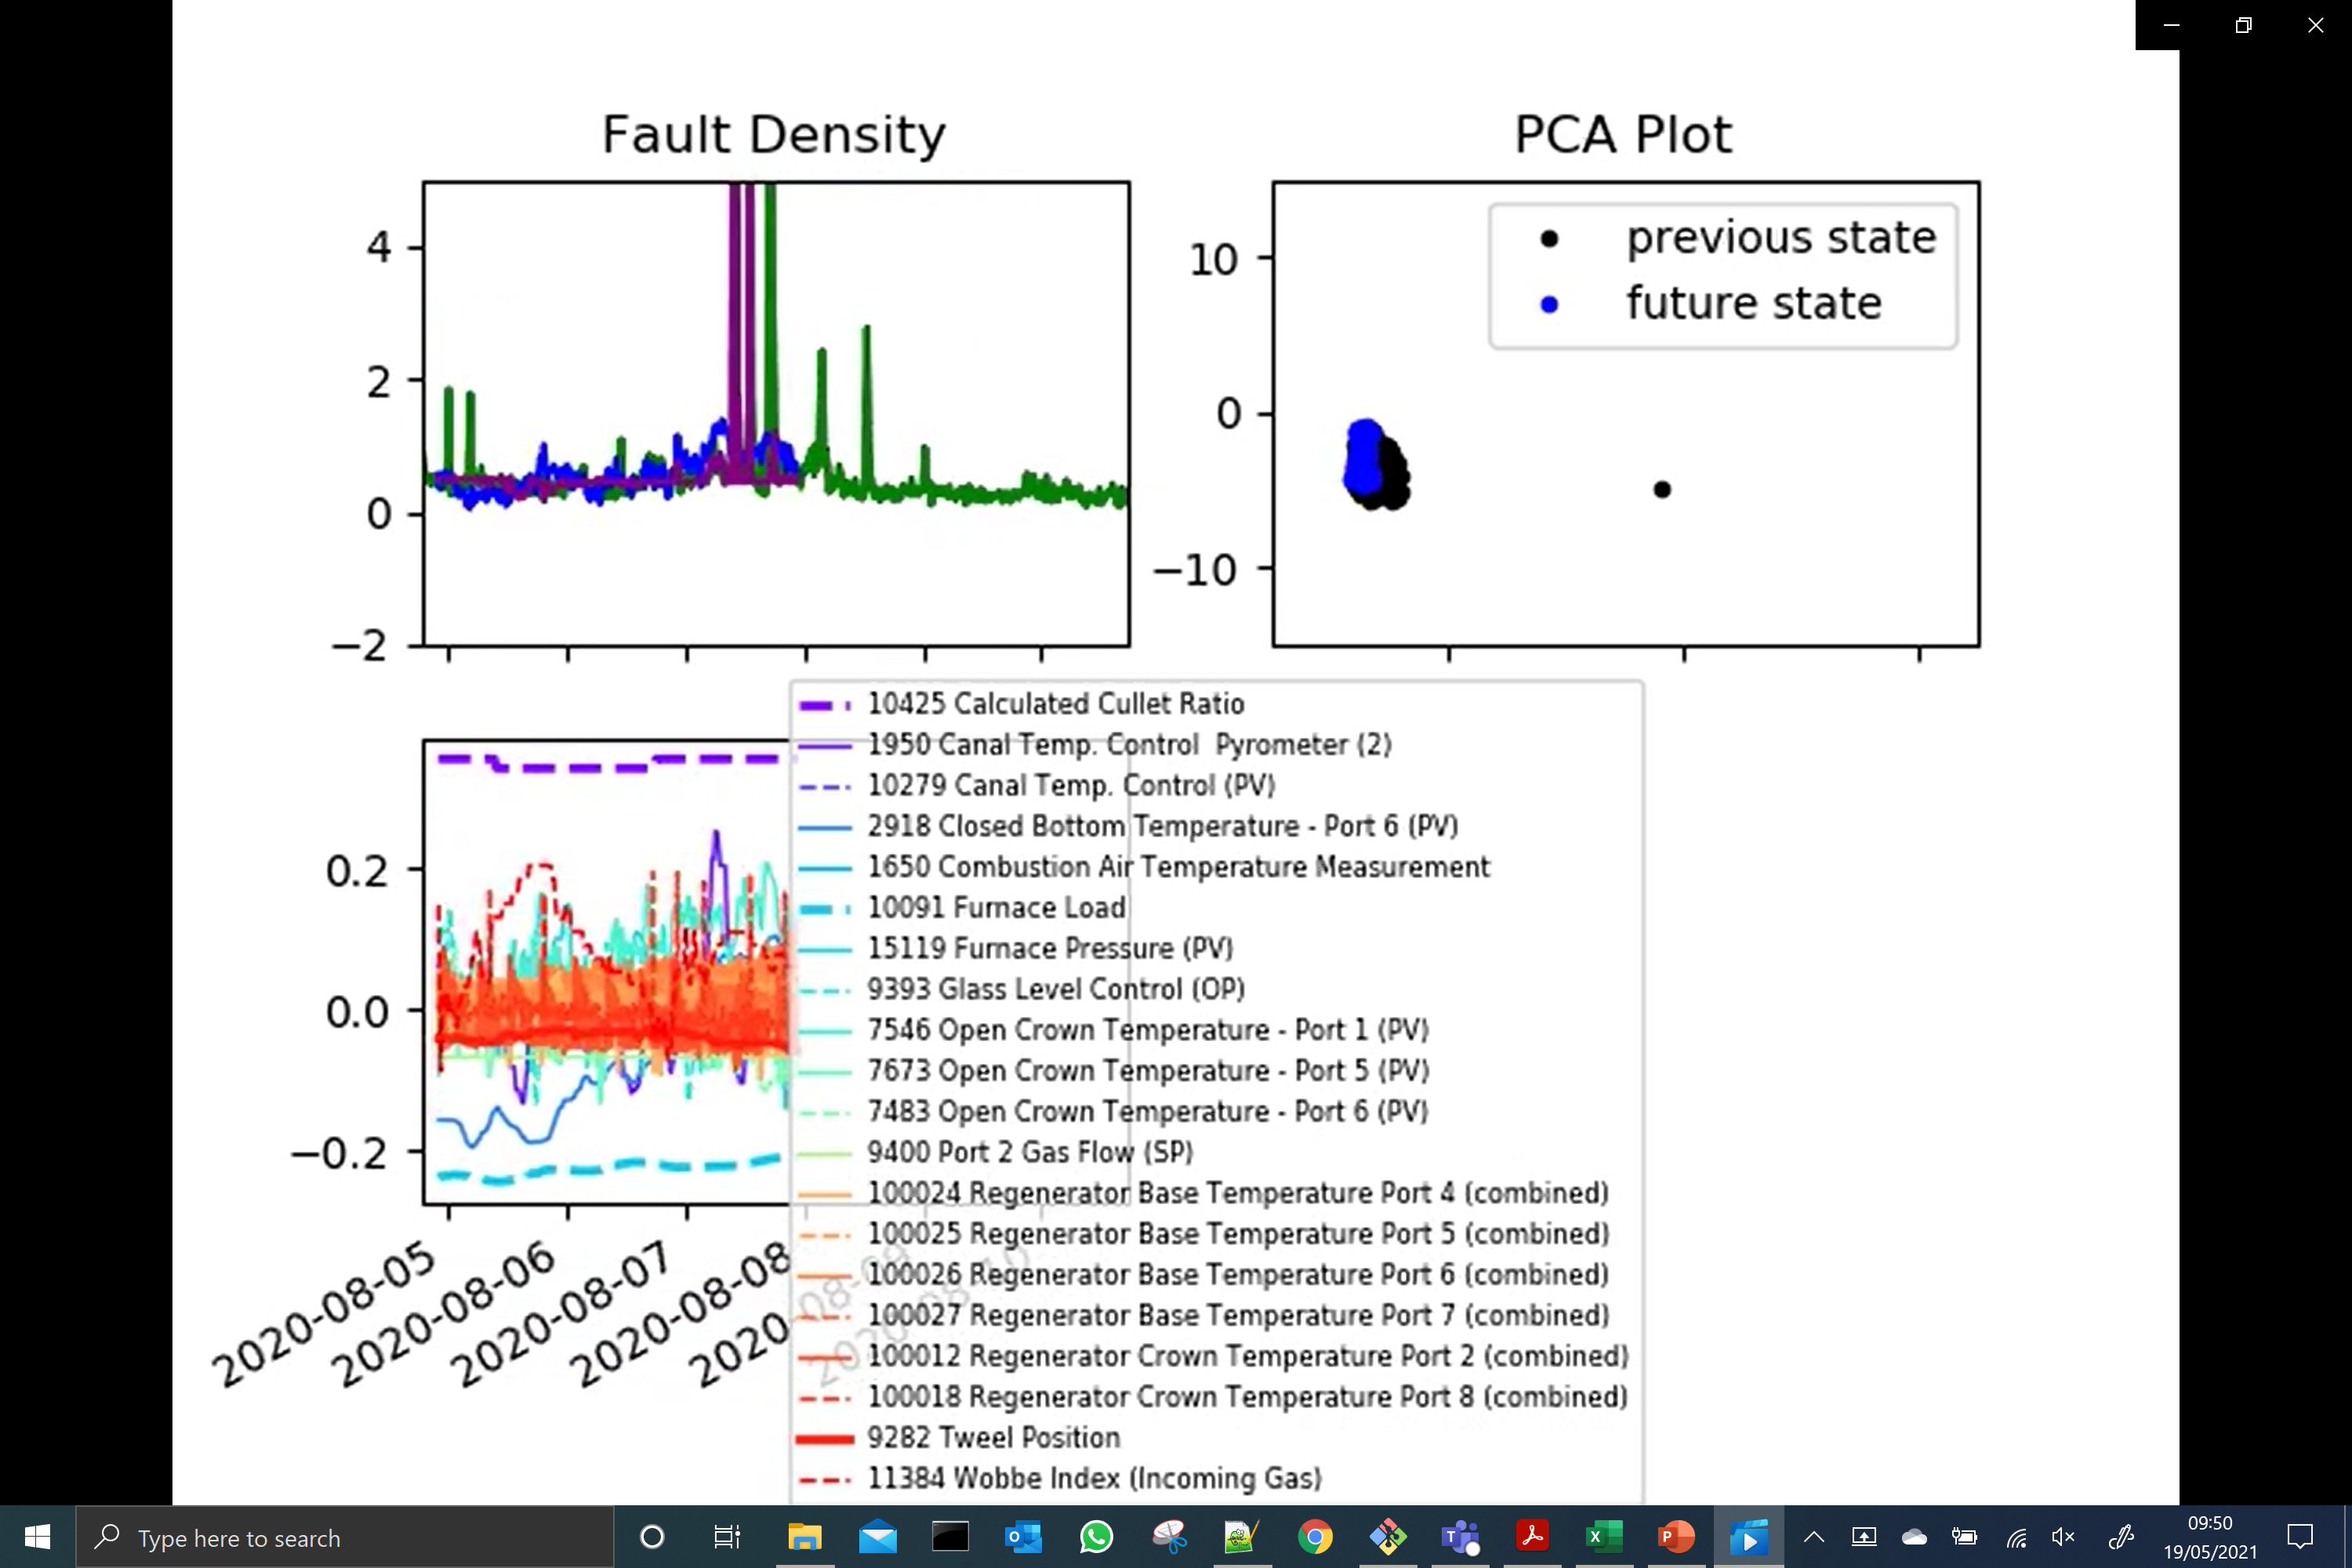 Fault Density
4
2
0
−2
PCA Plot
10
0
−10
previous state
future state
0.2
0.0
−0.2
2020-08-05
2020-08-06
2020-08-07
2020-08-08
10425 Calculated Cullet Ratio
1950 Canal Temp. Control  Pyrometer (2)
10279 Canal Temp. Control (PV)
2918 Closed Bottom Temperature - Port 6 (PV)
1650 Combustion Air Temperature Measurement
10091 Furnace Load
15119 Furnace Pressure (PV)
9393 Glass Level Control (OP)
7546 Open Crown Temperature - Port 1 (PV)
7673 Open Crown Temperature - Port 5 (PV)
7483 Open Crown Temperature - Port 6 (PV)
9400 Port 2 Gas Flow (SP)
100024 Regenerator Base Temperature Port 4 (combined)
100025 Regenerator Base Temperature Port 5 (combined)
100026 Regenerator Base Temperature Port 6 (combined)
100027 Regenerator Base Temperature Port 7 (combined)
100012 Regenerator Crown Temperature Port 2 (combined)
100018 Regenerator Crown Temperature Port 8 (combined)
9282 Tweel Position
11384 Wobbe Index (Incoming Gas)
Type here to search
09:50
19/05/2021